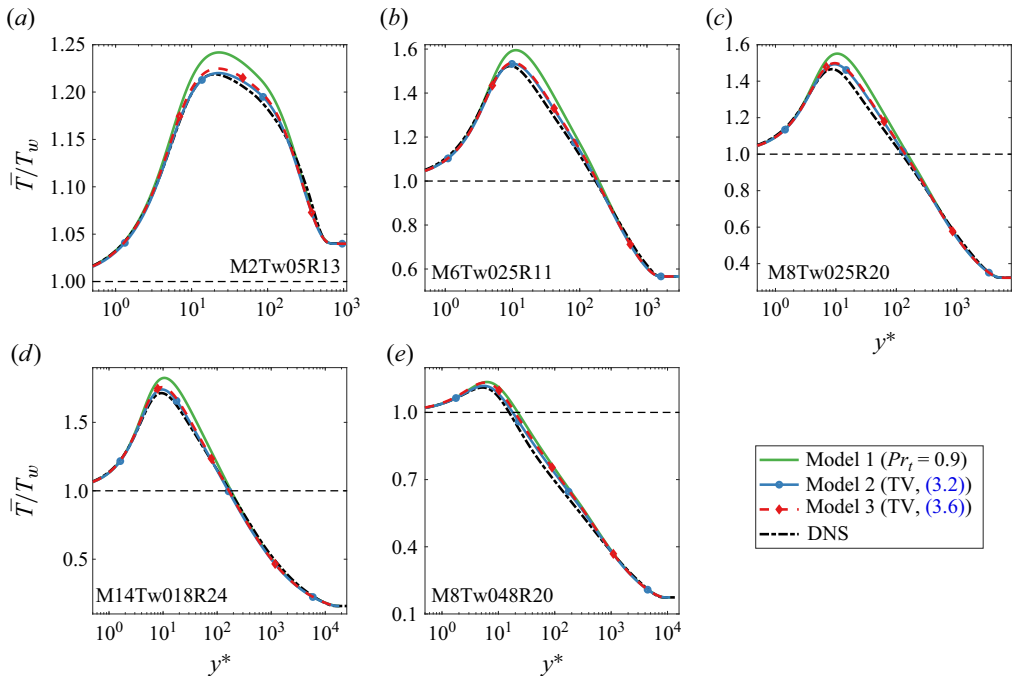 (a)
1.25
1.20
1.15
1.10
1.05
1.00
T̄/T_w
M2Tw05R13
10^0 10^1 10^2 10^3
(b)
1.6
1.4
1.2
1.0
0.8
0.6
M6Tw025R11
10^0 10^1 10^2 10^3
(c)
1.6
1.4
1.2
1.0
0.8
0.6
0.4
M8Tw025R20
10^0 10^1 10^2 10^3
y*
(d)
1.5
1.0
0.5
T̄/T_w
M14Tw018R24
10^0 10^1 10^2 10^3 10^4
y*
(e)
1.0
0.7
0.4
0.1
M8Tw048R20
10^0 10^1 10^2 10^3 10^4
y*
Model 1 (Pr_t = 0.9)
Model 2 (TV, (3.2))
Model 3 (TV, (3.6))
DNS